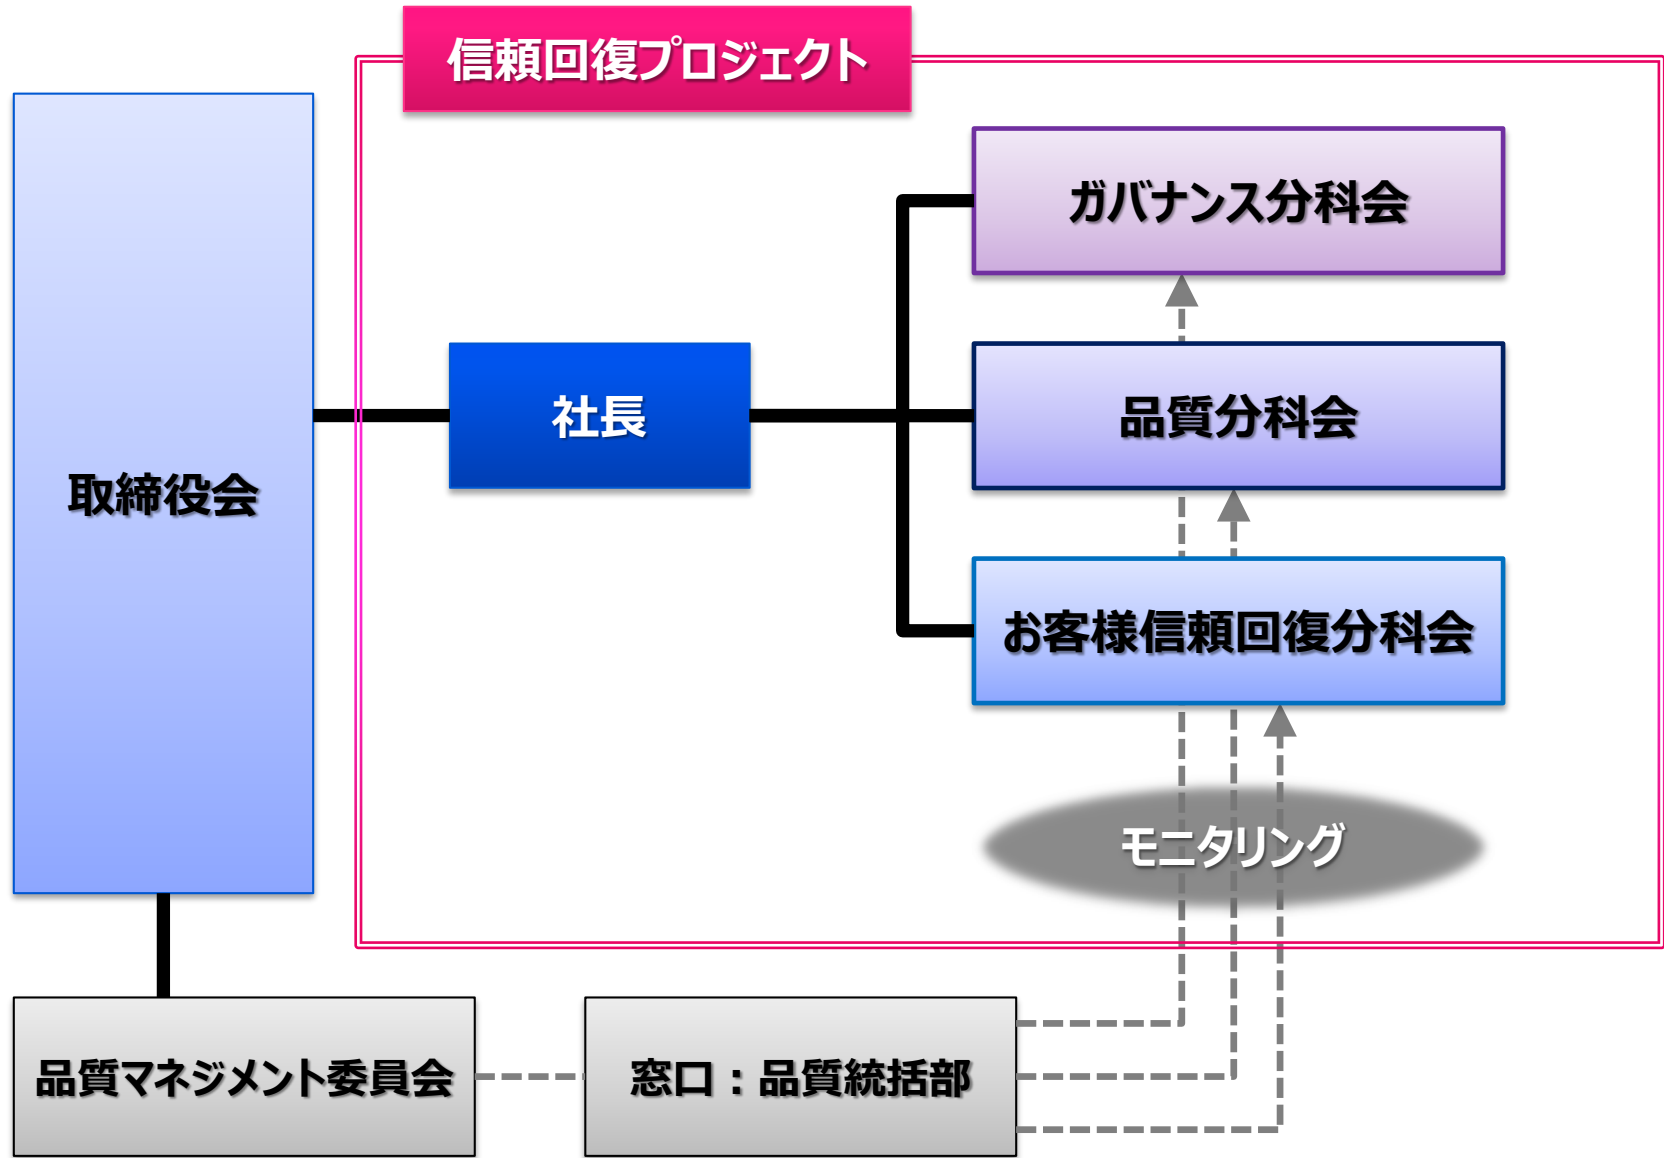 信頼回復プロジェクト
取締役会
社長
ガバナンス分科会
品質分科会
お客様信頼回復分科会
モニタリング
品質マネジメント委員会
窓口：品質統括部